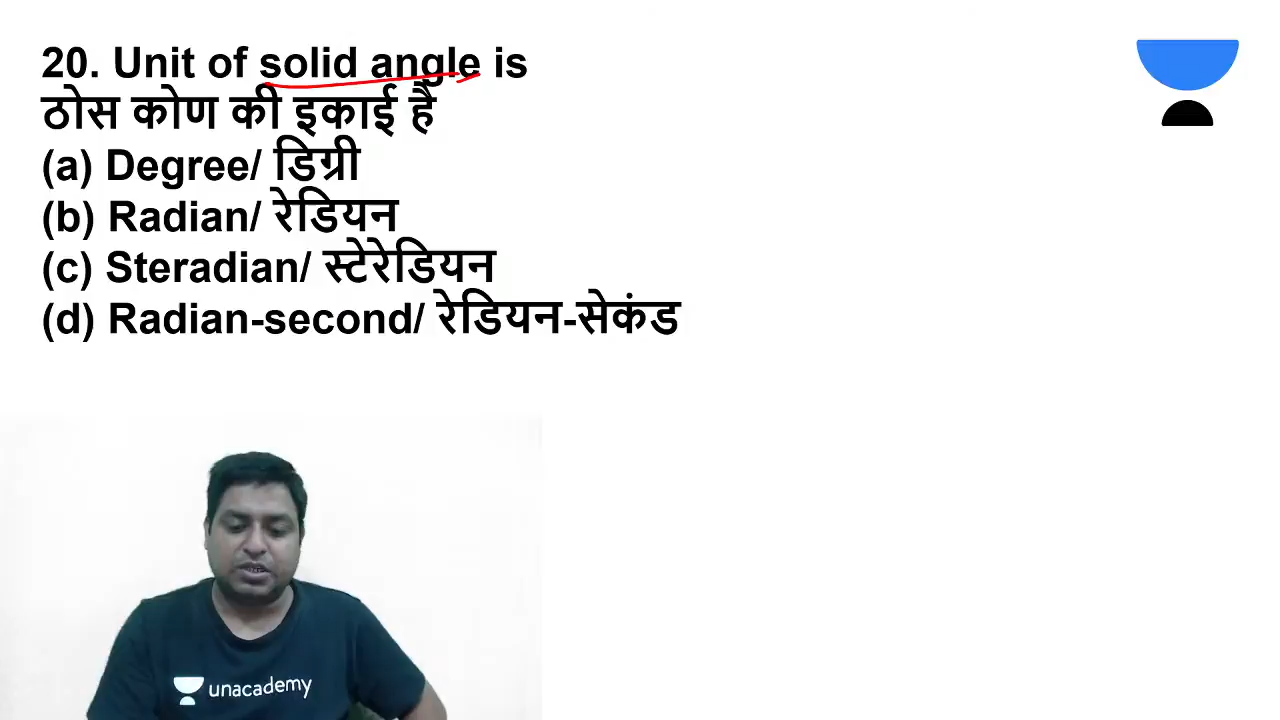 20. Unit of solid angle is
ठोस कोण की इकाई है
(a) Degree/ डिग्री
(b) Radian/ रेडियन
(c) Steradian/ स्टेरेडियन
(d) Radian-second/ रेडियन-सेकंड
unacademy